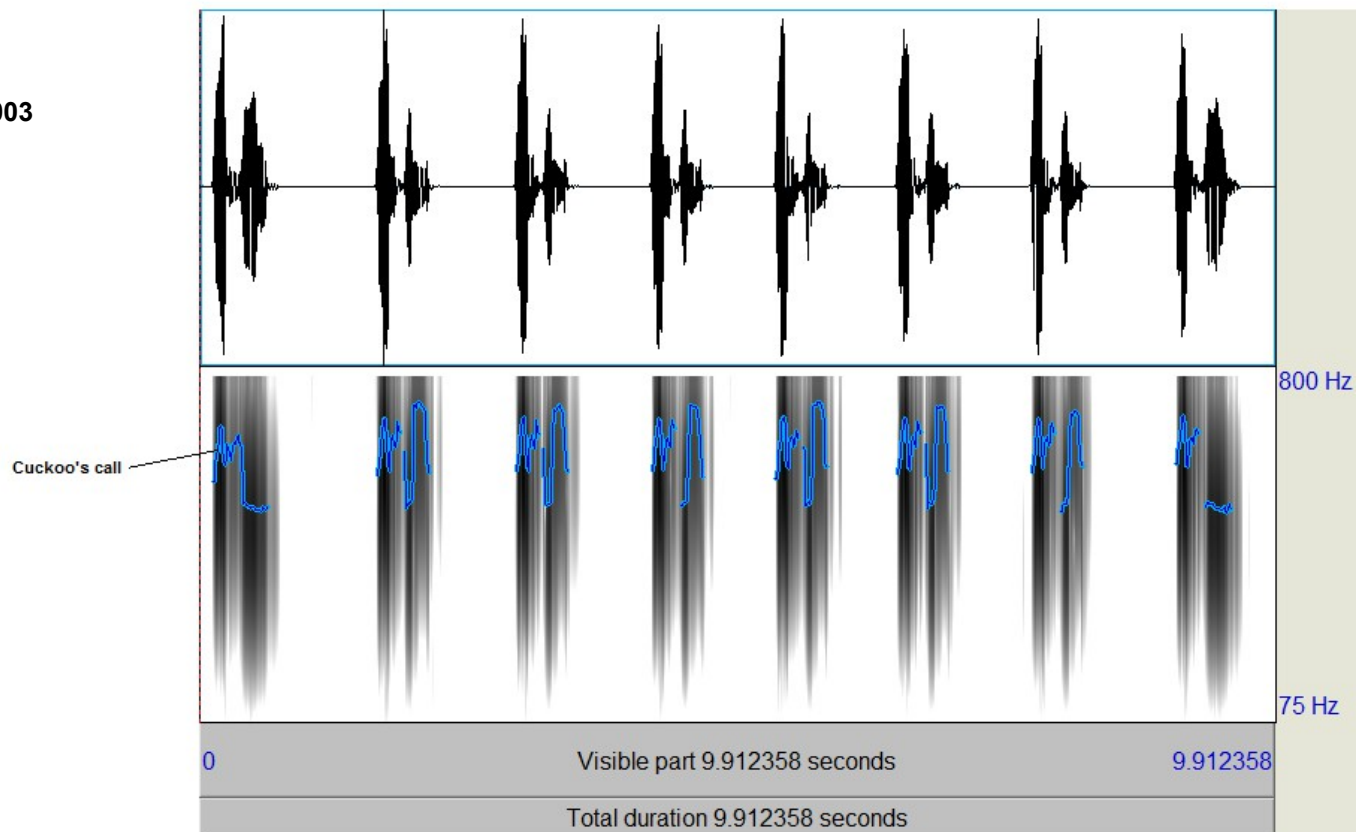 003
800 Hz
Cuckoo's call
75 Hz
0 Visible part 9.912358 seconds 9.912358
Total duration 9.912358 seconds